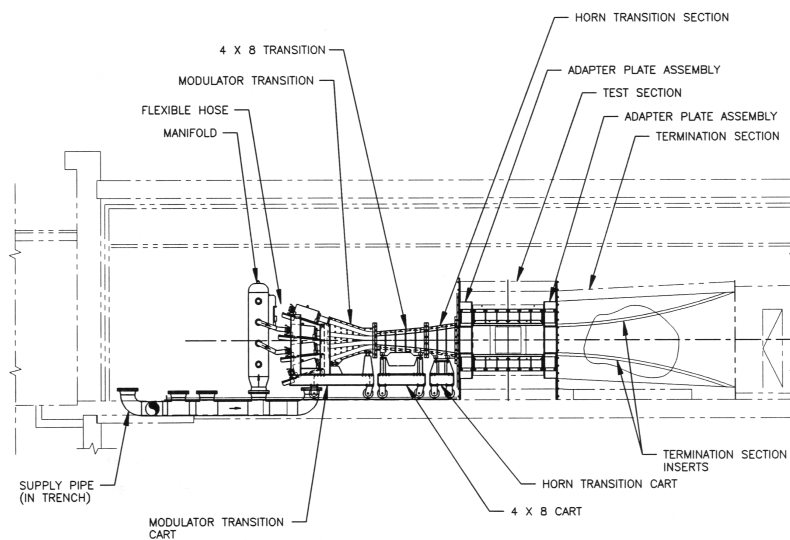 HORN TRANSITION SECTION
4 X 8 TRANSITION
ADAPTER PLATE ASSEMBLY
MODULATOR TRANSITION
TEST SECTION
FLEXIBLE HOSE
ADAPTER PLATE ASSEMBLY
MANIFOLD
TERMINATION SECTION
TERMINATION SECTION
INSERTS
SUPPLY PIPE
(IN TRENCH)
HORN TRANSITION CART
4 X 8 CART
MODULATOR TRANSITION
CART